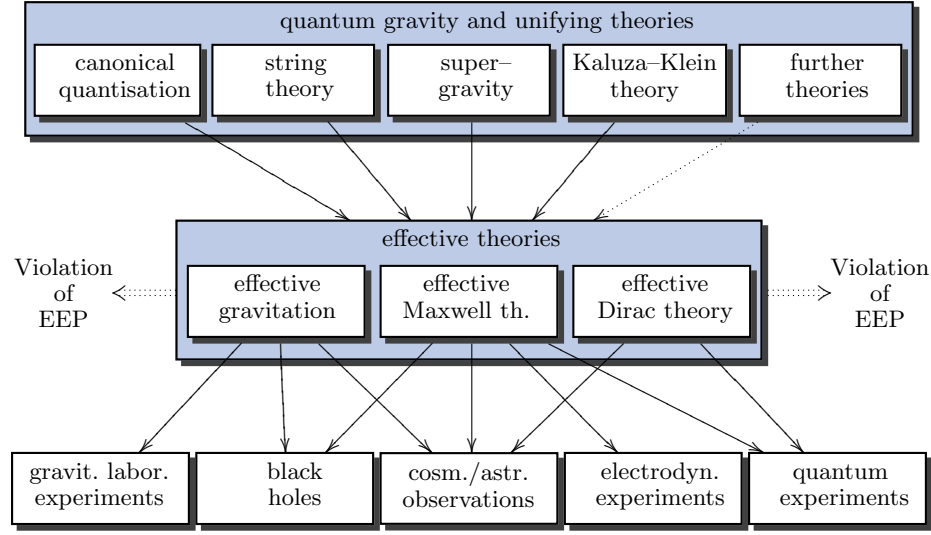 quantum gravity and unifying theories
canonical
quantisation
string
theory
super–
gravity
Kaluza–Klein
theory
further
theories
effective theories
Violation
of
EEP
effective
gravitation
effective
Maxwell th.
effective
Dirac theory
Violation
of
EEP
gravit. labor.
experiments
black
holes
cosm./astr.
observations
electrodyn.
experiments
quantum
experiments